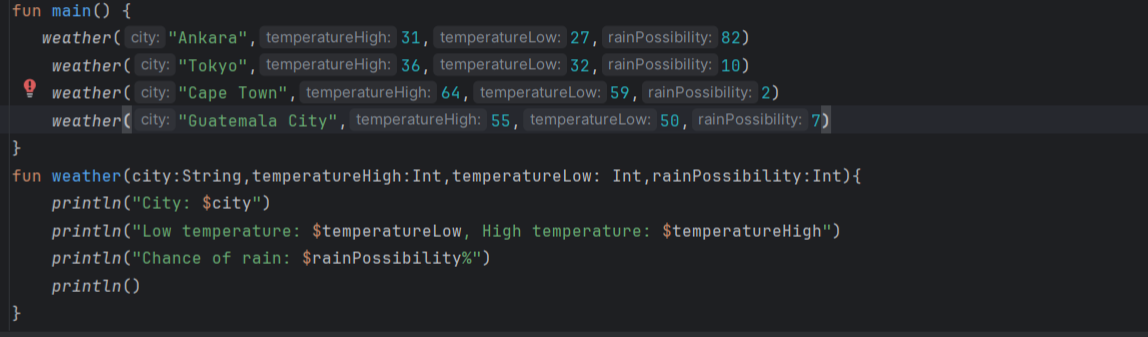 fun main() {
   weather( city: "Ankara", temperatureHigh: 31, temperatureLow: 27, rainPossibility: 82)
    weather( city: "Tokyo", temperatureHigh: 36, temperatureLow: 32, rainPossibility: 10)
    weather( city: "Cape Town", temperatureHigh: 64, temperatureLow: 59, rainPossibility: 2)
    weather( city: "Guatemala City", temperatureHigh: 55, temperatureLow: 50, rainPossibility: 7)
}
fun weather(city:String,temperatureHigh:Int,temperatureLow: Int,rainPossibility:Int){
    println("City: $city")
    println("Low temperature: $temperatureLow, High temperature: $temperatureHigh")
    println("Chance of rain: $rainPossibility%")
    println()
}